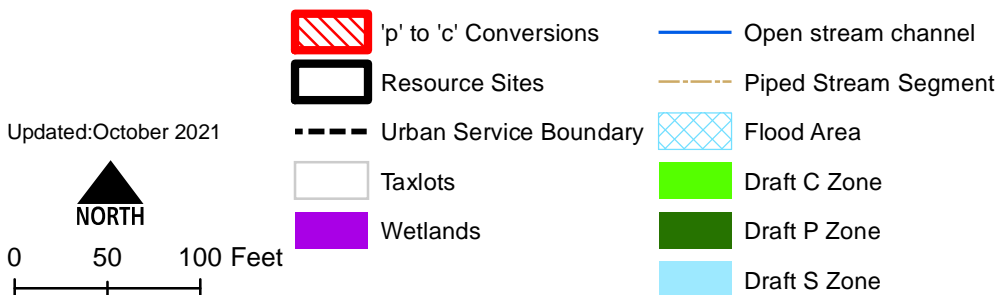 Updated:October 2021
NORTH
0 50 100 Feet
'p' to 'c' Conversions
Resource Sites
Urban Service Boundary
Taxlots
Wetlands
Open stream channel
Piped Stream Segment
Flood Area
Draft C Zone
Draft P Zone
Draft S Zone